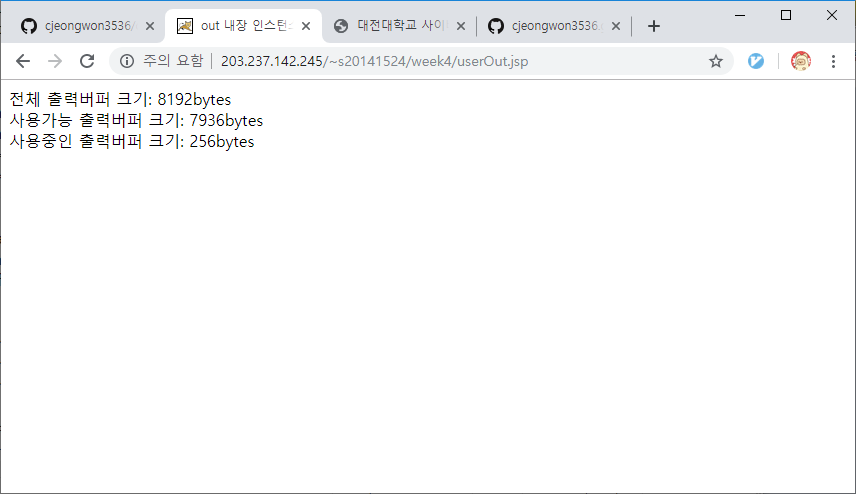 cjeongwon3536/
out 내장 인스턴스
대전대학교 사이
cjeongwon3536.
주의 요함
203.237.142.245/~s20141524/week4/userOut.jsp
전체 출력버퍼 크기: 8192bytes
사용가능 출력버퍼 크기: 7936bytes
사용중인 출력버퍼 크기: 256bytes